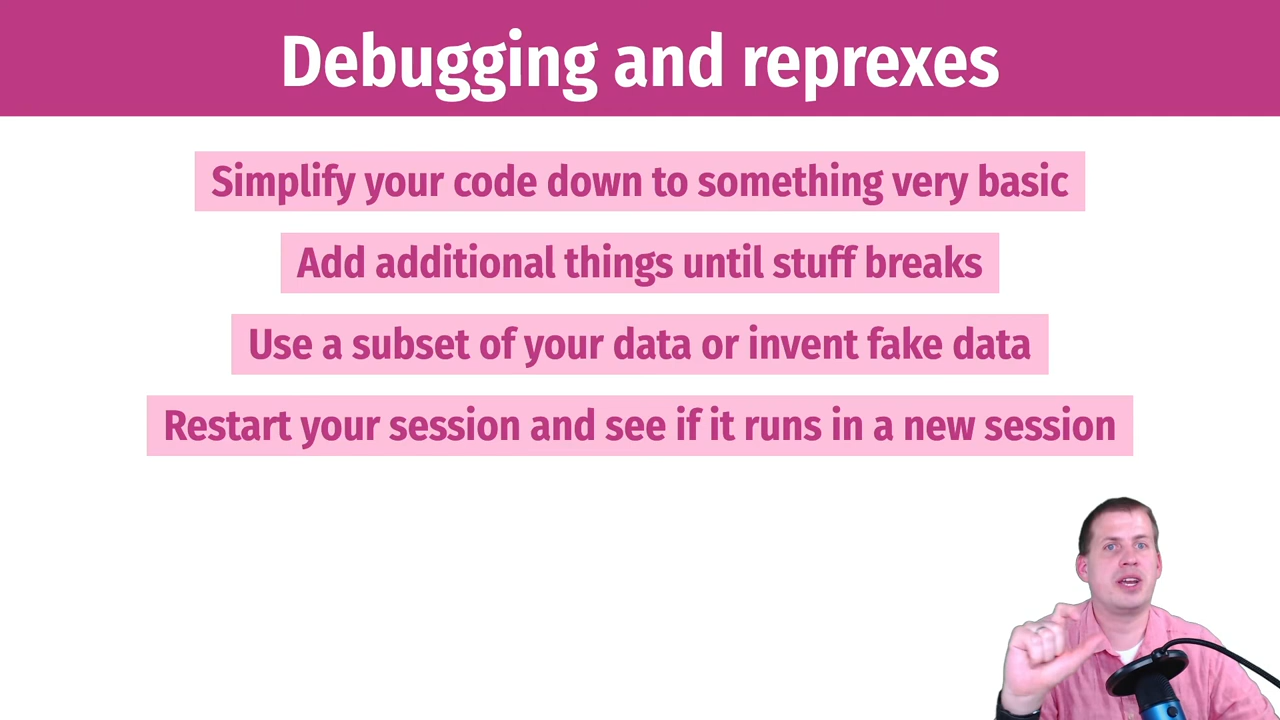 Debugging and reprexes
Simplify your code down to something very basic
Add additional things until stuff breaks
Use a subset of your data or invent fake data
Restart your session and see if it runs in a new session